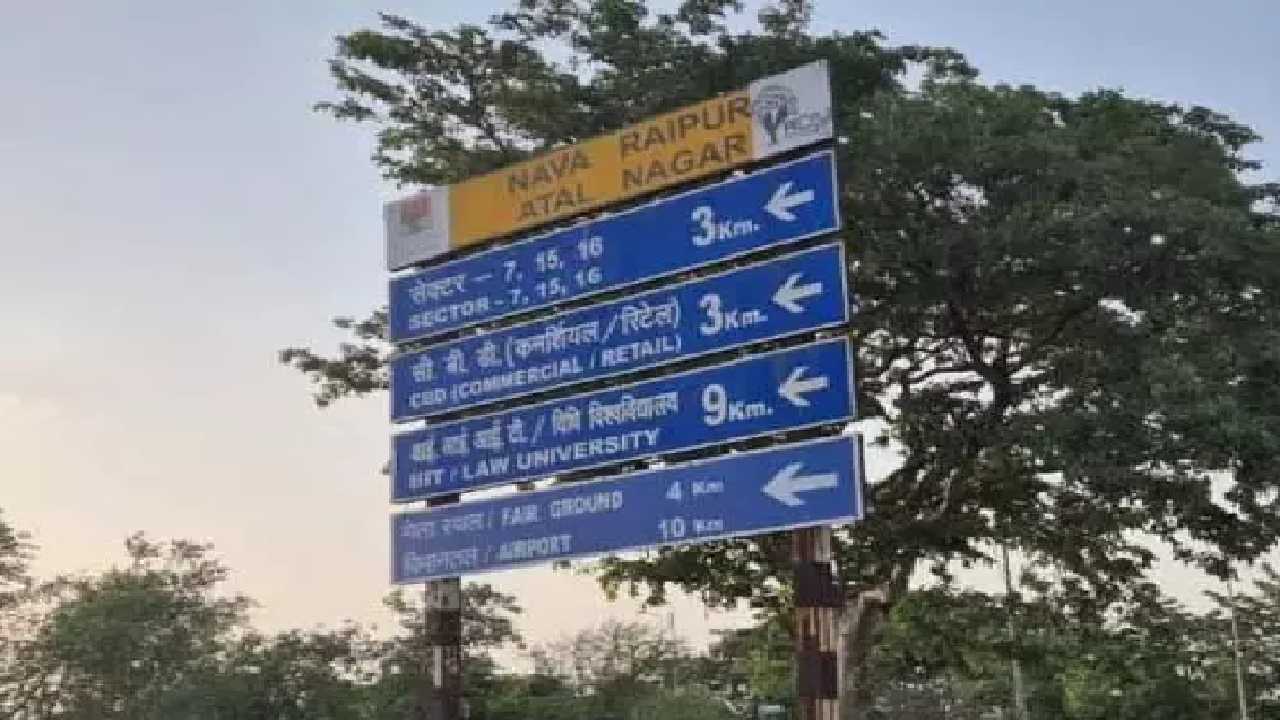 NAVA RAIPUR
ATAL NAGAR
सेक्टर – 7, 15, 16 3Km.
SECTOR - 7, 15, 16
सी. बी. डी. (कमर्शियल / रिटेल) 3Km.
CBD (COMMERCIAL / RETAIL)
आई. आई. आई. टी. / विधि विश्वविद्यालय 9Km.
IIIT / LAW UNIVERSITY
मेला स्थल / FAIR GROUND 4 Km
विमानतल / AIRPORT 10 Km